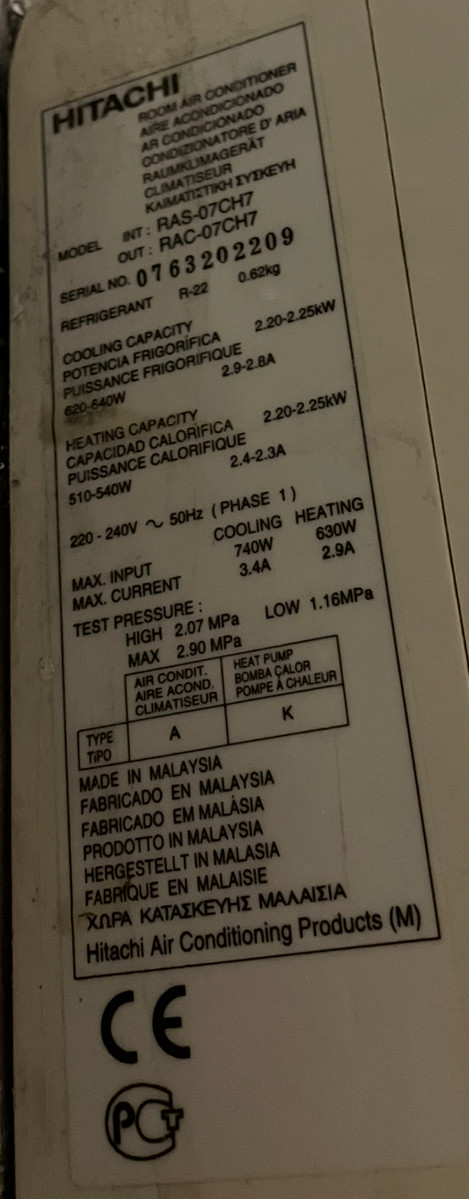 HITACHI
ROOM AIR CONDITIONER
AIRE ACONDICIONADO
AR CONDICIONADO
CONDIZIONATORE D' ARIA
RAUMKLIMAGERÄT
CLIMATISEUR
ΚΛΙΜΑΤΙΣΤΙΚΗ ΣΥΣΚΕΥΗ
MODEL INT : RAS-07CH7
OUT : RAC-07CH7
SERIAL NO. 0763202209
REFRIGERANT R-22 0.62kg
COOLING CAPACITY
POTENCIA FRIGORÍFICA 2.20-2.25kW
PUISSANCE FRIGORIFIQUE
620-640W 2.9-2.8A
HEATING CAPACITY
CAPACIDAD CALORÍFICA 2.20-2.25kW
PUISSANCE CALORIFIQUE
510-540W 2.4-2.3A
220 - 240V ~ 50Hz ( PHASE 1 )
COOLING HEATING
MAX. INPUT 740W 630W
MAX. CURRENT 3.4A 2.9A
TEST PRESSURE :
HIGH 2.07 MPa LOW 1.16MPa
MAX 2.90 MPa
AIR CONDIT. HEAT PUMP
AIRE ACOND. BOMBA CALOR
CLIMATISEUR POMPE À CHALEUR
TYPE
TIPO A K
MADE IN MALAYSIA
FABRICADO EN MALAYSIA
FABRICADO EM MALÁSIA
PRODOTTO IN MALAYSIA
HERGESTELLT IN MALASIA
FABRIQUE EN MALAISIE
ΧΩΡΑ ΚΑΤΑΣΚΕΥΗΣ ΜΑΛΑΙΣΙΑ
Hitachi Air Conditioning Products (M)
CE
РСТ